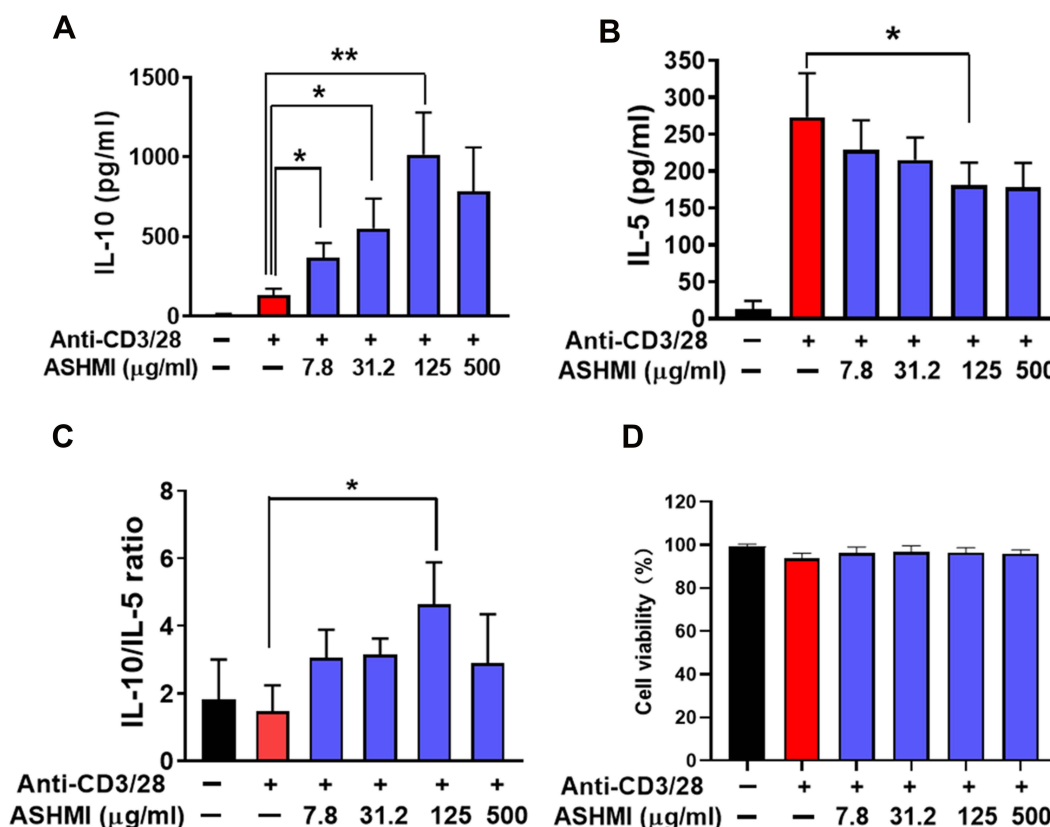 A
**
*
*
IL-10 (pg/ml)
1500
1000
500
0
Anti-CD3/28 − + + + + +
ASHMI (μg/ml) − − 7.8 31.2 125 500
B
*
IL-5 (pg/ml)
350
300
250
200
150
100
50
0
Anti-CD3/28 − + + + + +
ASHMI (μg/ml) − − 7.8 31.2 125 500
C
*
IL-10/IL-5 ratio
8
6
4
2
0
Anti-CD3/28 − + + + + +
ASHMI (μg/ml) − − 7.8 31.2 125 500
D
Cell viability (%)
120
100
80
60
40
20
0
Anti-CD3/28 − + + + + +
ASHMI (μg/ml) − − 7.8 31.2 125 500